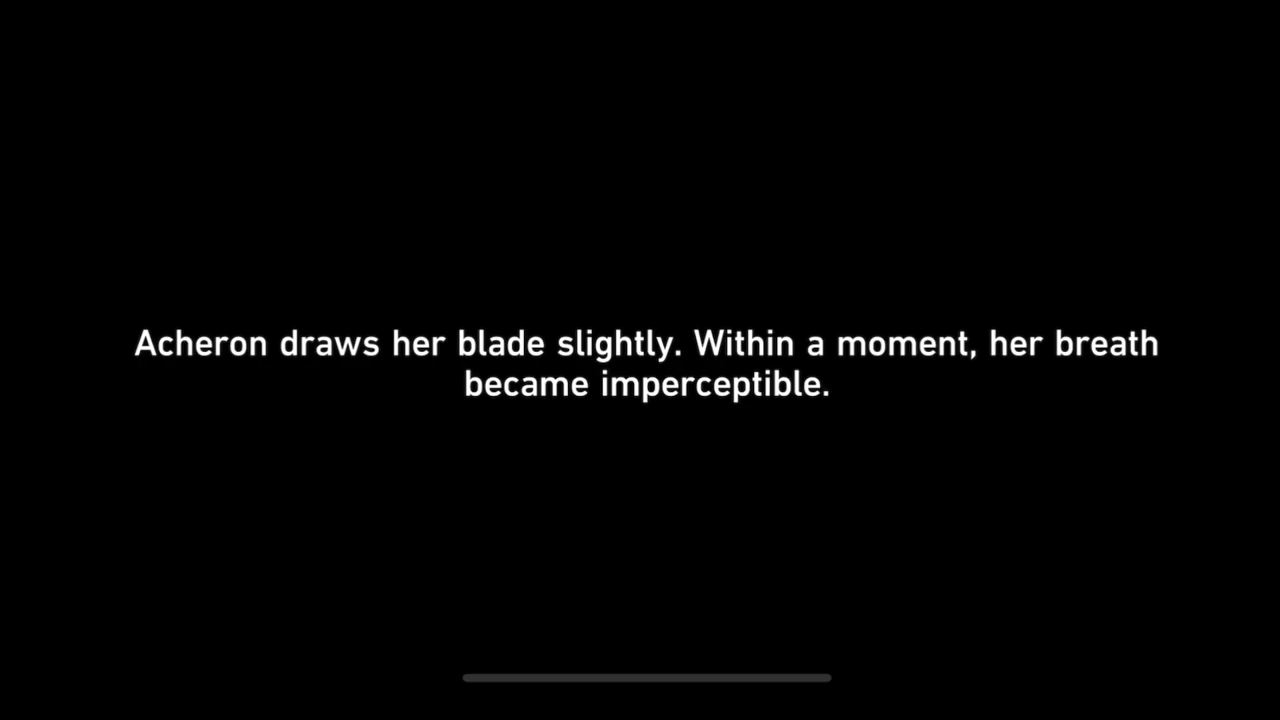 Acheron draws her blade slightly. Within a moment, her breath
became imperceptible.